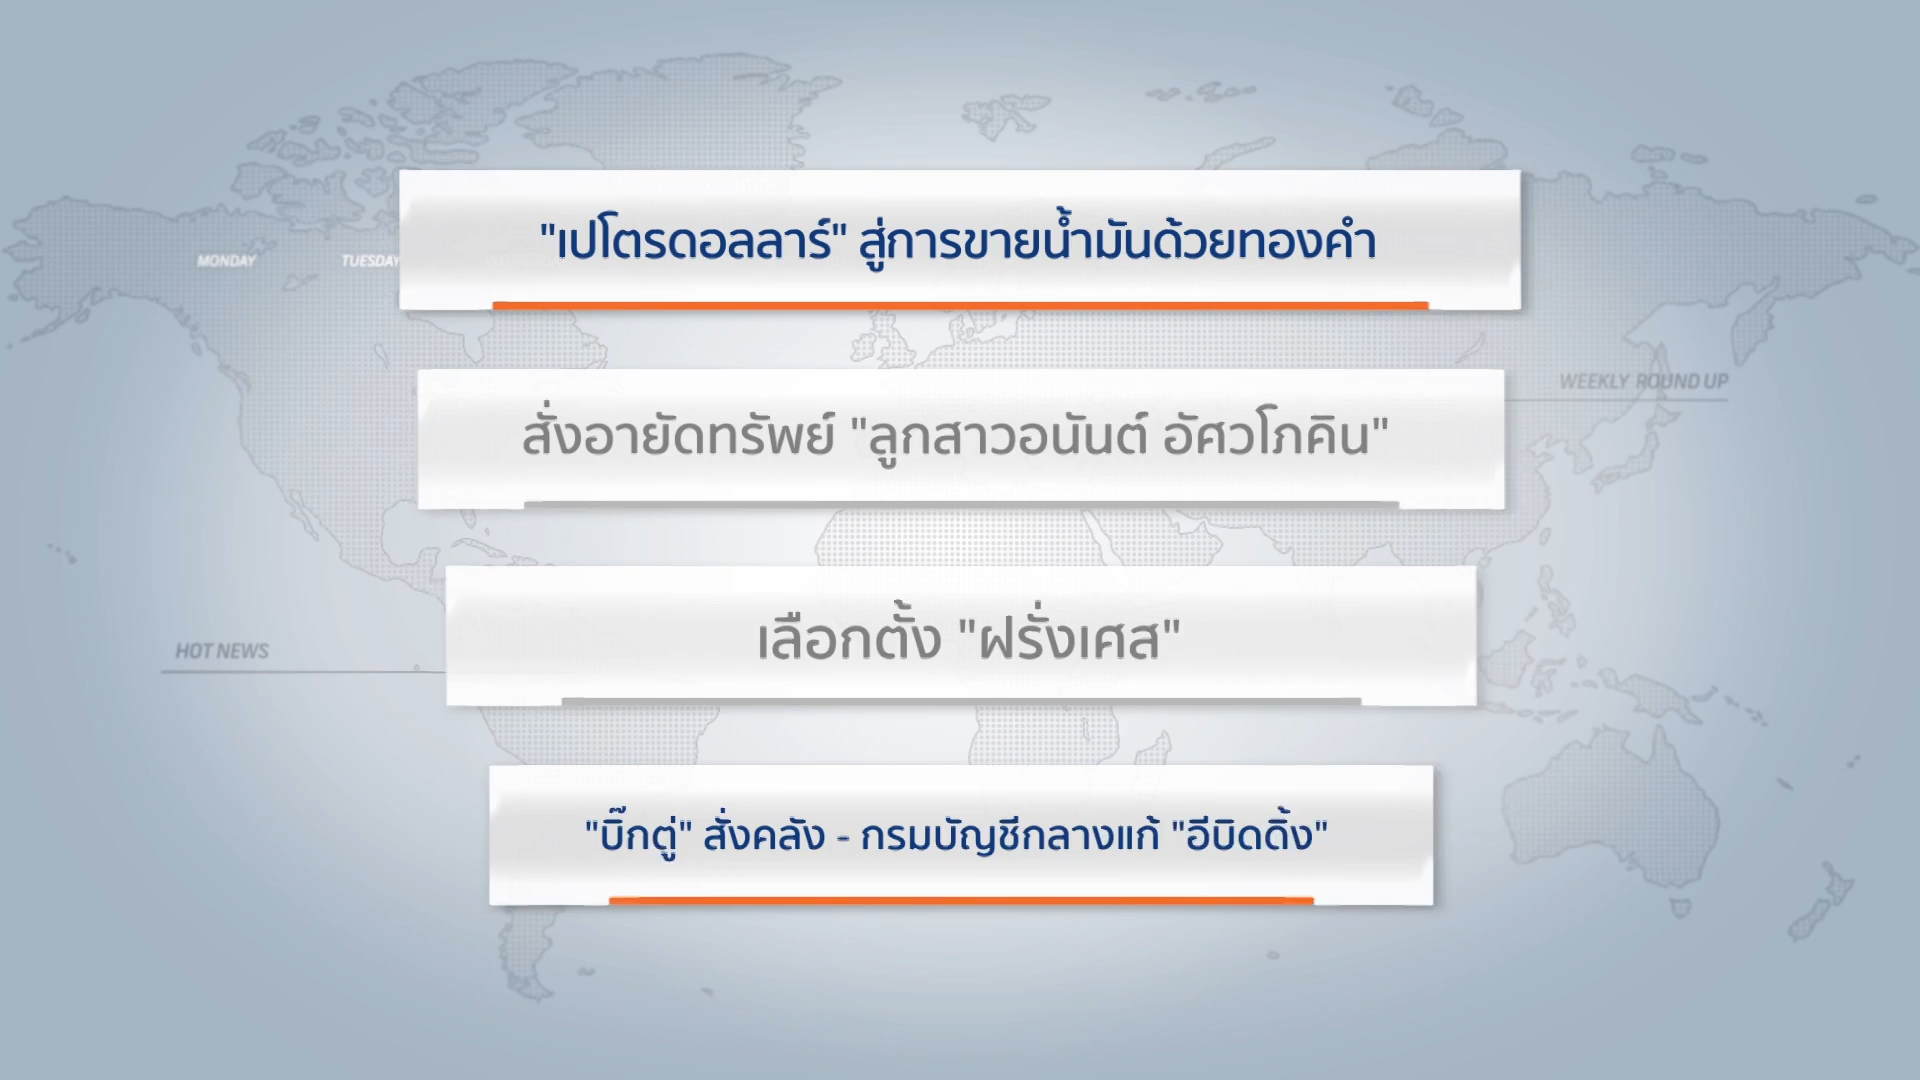 "เปโตรดอลลาร์" สู่การขายน้ำมันด้วยทองคำ
MONDAY TUESDAY
WEEKLY ROUND UP
สั่งอายัดทรัพย์ "ลูกสาวอนันต์ อัศวโภคิน"
เลือกตั้ง "ฝรั่งเศส"
HOT NEWS
"บิ๊กตู่" สั่งคลัง - กรมบัญชีกลางแก้ "อีบิดดิ้ง"